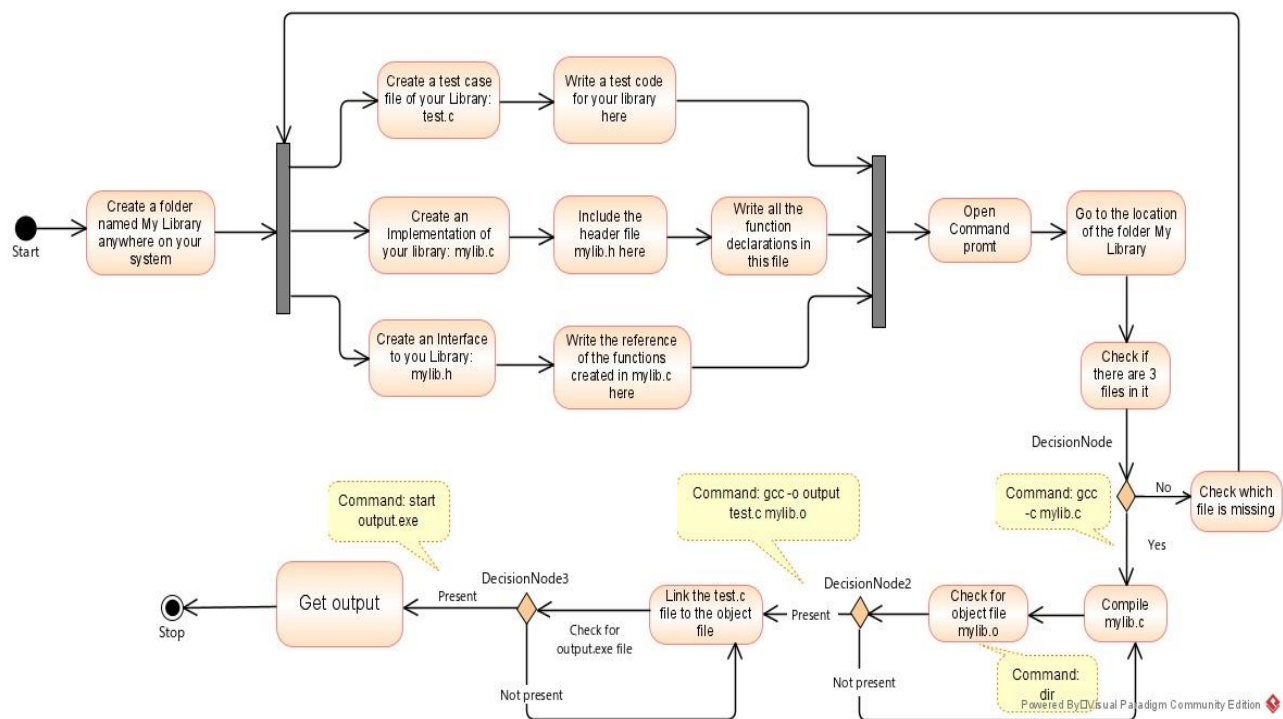 Create a test case
file of your Library:
test.c
Write a test code
for your library
here
Start
Create a folder
named My Library
anywhere on your
system
Create an
Implementation of
your library: mylib.c
Include the
header file
mylib.h here
Write all the
function
declarations in
this file
Open
Command
promt
Go to the location
of the folder My
Library
Create an Interface
to you Library:
mylib.h
Write the reference
of the functions
created in mylib.c
here
Check if
there are 3
files in it
DecisionNode
No
Check which
file is missing
Command: gcc
-c mylib.c
Yes
Compile
mylib.c
Check for
object file
mylib.o
Command:
dir
DecisionNode2
Present
Not present
Command: gcc -o output
test.c mylib.o
Link the test.c
file to the object
file
Check for
output.exe file
DecisionNode3
Present
Not present
Command: start
output.exe
Get output
Stop
Powered By Visual Paradigm Community Edition